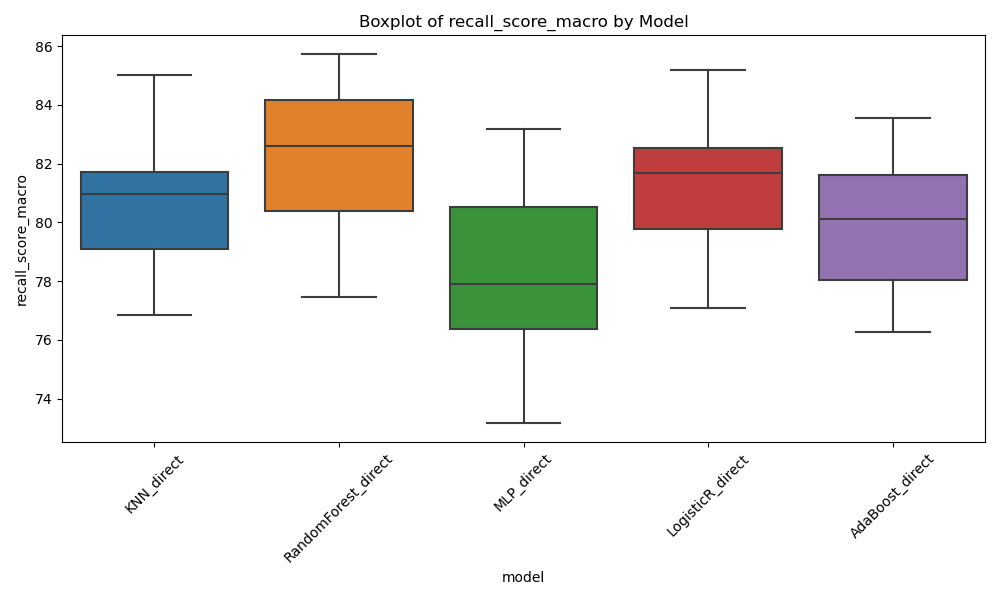 Boxplot of recall_score_macro by Model
recall_score_macro
86
84
82
80
78
76
74
KNN_direct
RandomForest_direct
MLP_direct
LogisticR_direct
AdaBoost_direct
model